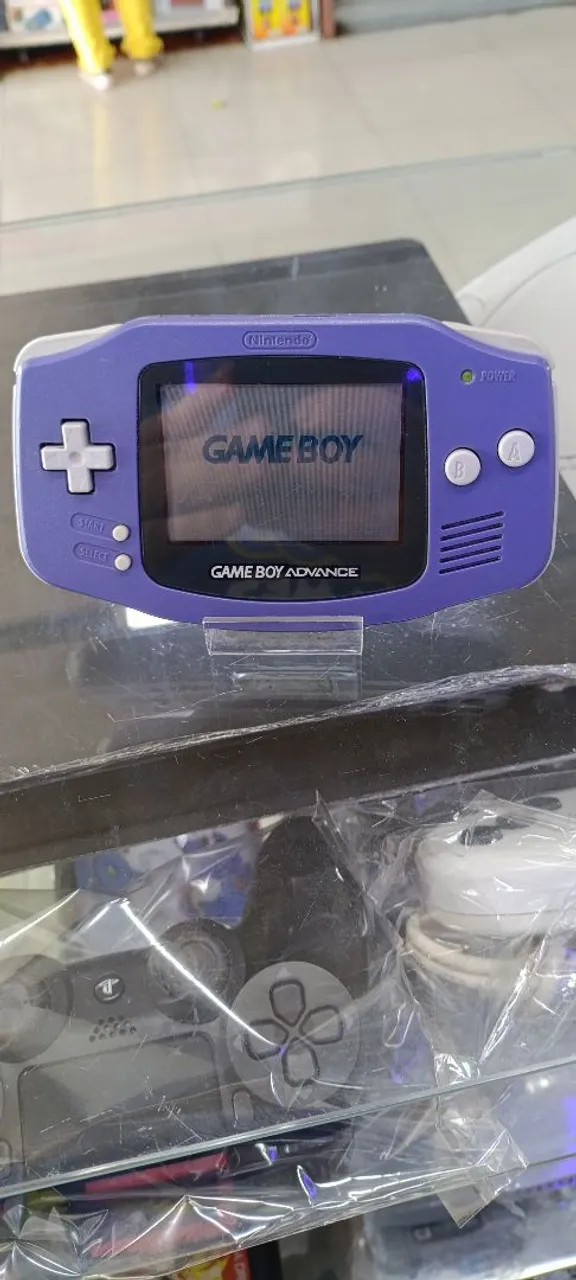 Nintendo
POWER
GAME BOY
A
B
START
SELECT
GAME BOY ADVANCE